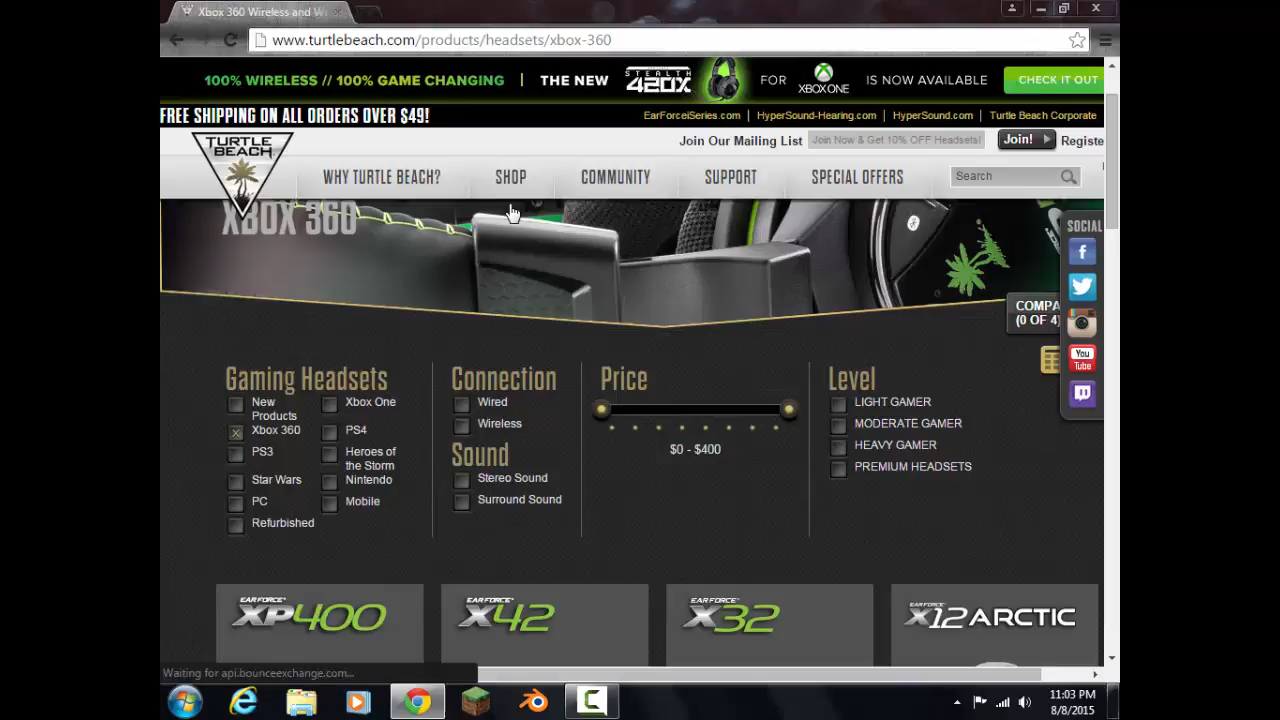 Xbox 360 Wireless and Wi
www.turtlebeach.com/products/headsets/xbox-360
100% WIRELESS // 100% GAME CHANGING | THE NEW STEALTH 420X FOR XBOX ONE IS NOW AVAILABLE CHECK IT OUT
FREE SHIPPING ON ALL ORDERS OVER $49! EarForceiSeries.com | HyperSound-Hearing.com | HyperSound.com | Turtle Beach Corporate
Join Our Mailing List Join Now & Get 10% OFF Headsets! Join! Registe
TURTLE BEACH
WHY TURTLE BEACH? SHOP COMMUNITY SUPPORT SPECIAL OFFERS Search
XBOX 360
SOCIAL
f
COMPA
(0 OF 4)
You
Tube
Gaming Headsets
New
Products
Xbox One
Xbox 360
PS4
PS3
Heroes of
the Storm
Star Wars
Nintendo
PC
Mobile
Refurbished
Connection
Wired
Wireless
Sound
Stereo Sound
Surround Sound
Price
$0 - $400
Level
LIGHT GAMER
MODERATE GAMER
HEAVY GAMER
PREMIUM HEADSETS
EAR FORCE XP400
EAR FORCE X42
EAR FORCE X32
EAR FORCE X12 ARCTIC
Waiting for api.bounceexchange.com...
11:03 PM
8/8/2015